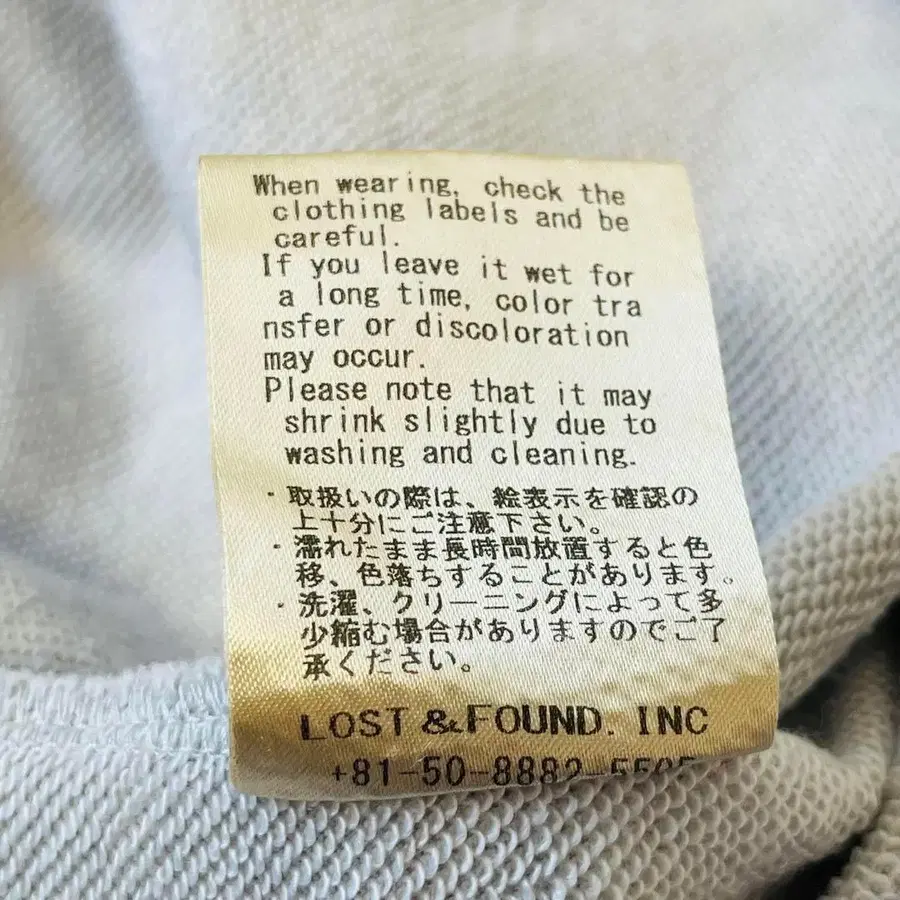 When wearing, check the
clothing labels and be
careful.
If you leave it wet for
a long time, color tra
nsfer or discoloration
may occur.
Please note that it may
shrink slightly due to
washing and cleaning.
・取扱いの際は、絵表示を確認の
上十分にご注意下さい。
・濡れたまま長時間放置すると色
移、色落ちすることがあります。
・洗濯、クリーニングによって多
少縮む場合がありますのでご了
承ください。
LOST &FOUND. INC
+81-50-8882-